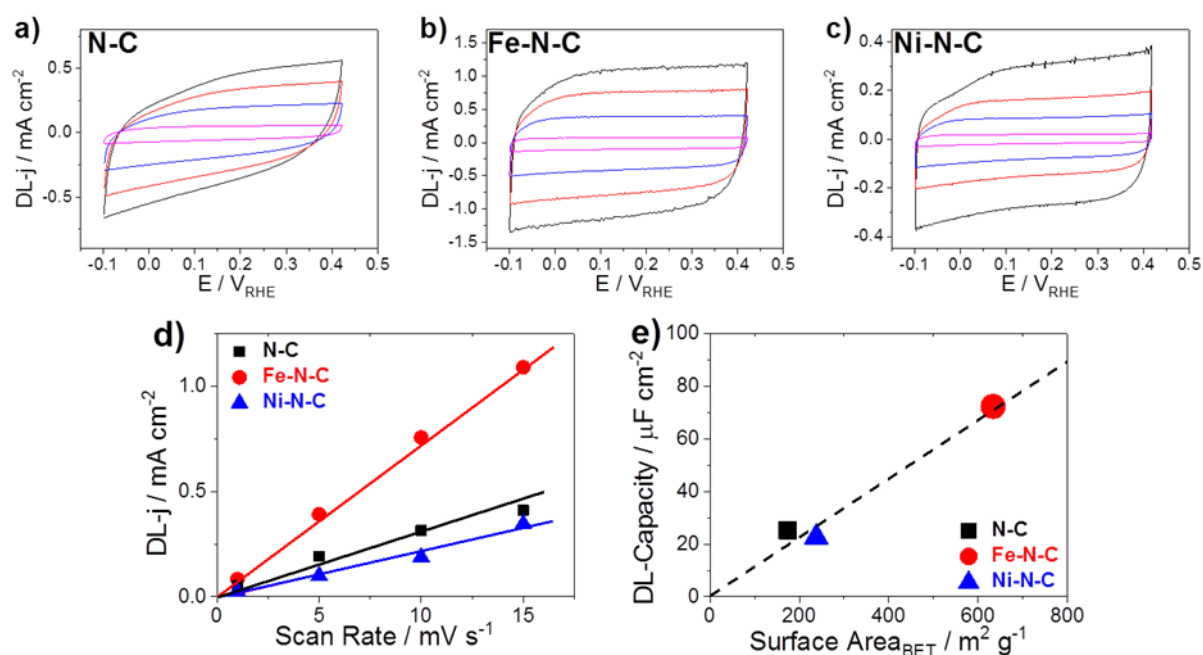 a)
N-C
DL-j / mA cm⁻²
0.5
0.0
-0.5
-0.1 0.0 0.1 0.2 0.3 0.4 0.5
E / V_RHE
b)
Fe-N-C
DL-j / mA cm⁻²
1.5
1.0
0.5
0.0
-0.5
-1.0
-1.5
-0.1 0.0 0.1 0.2 0.3 0.4 0.5
E / V_RHE
c)
Ni-N-C
DL-j / mA cm⁻²
0.4
0.2
0.0
-0.2
-0.4
-0.1 0.0 0.1 0.2 0.3 0.4 0.5
E / V_RHE
d)
N-C
Fe-N-C
Ni-N-C
DL-j / mA cm⁻²
1.0
0.5
0.0
0 5 10 15
Scan Rate / mV s⁻¹
e)
DL-Capacity / µF cm⁻²
100
80
60
40
20
0
N-C
Fe-N-C
Ni-N-C
0 200 400 600 800
Surface Area_BET / m² g⁻¹